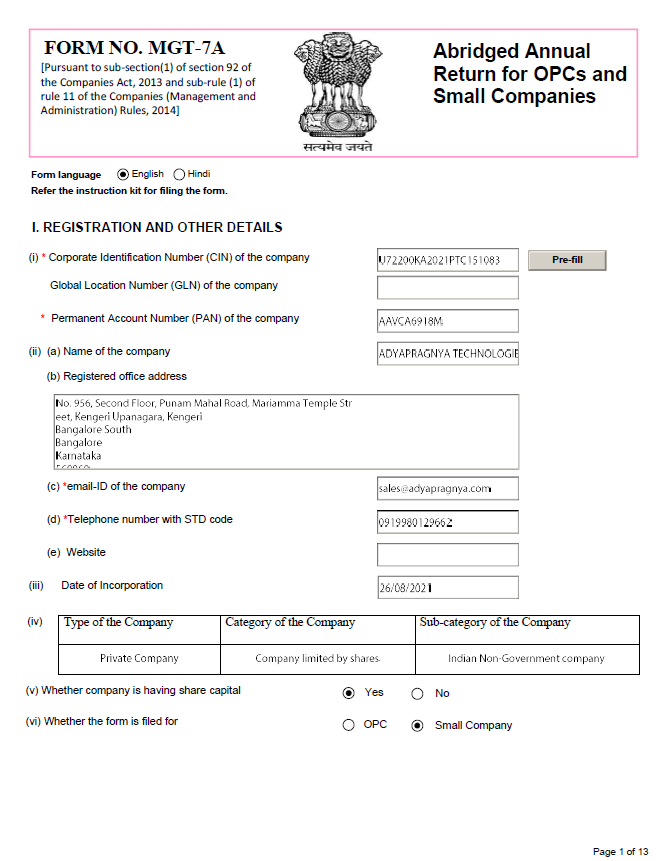 FORM NO. MGT-7A
[Pursuant to sub-section(1) of section 92 of
the Companies Act, 2013 and sub-rule (1) of
rule 11 of the Companies (Management and
Administration) Rules, 2014]
सत्यमेव जयते
Abridged Annual
Return for OPCs and
Small Companies
Form language English Hindi
Refer the instruction kit for filing the form.
I. REGISTRATION AND OTHER DETAILS
(i) * Corporate Identification Number (CIN) of the company U72200KA2021PTC151083 Pre-fill
Global Location Number (GLN) of the company
* Permanent Account Number (PAN) of the company AAVCA6918M
(ii) (a) Name of the company ADYAPRAGNYA TECHNOLOGIE
(b) Registered office address
No. 956, Second Floor, Punam Mahal Road, Mariamma Temple Str
eet, Kengeri Upanagara, Kengeri
Bangalore South
Bangalore
Karnataka
(c) *email-ID of the company sales@adyapragnya.com
(d) *Telephone number with STD code 0919980129662
(e) Website
(iii) Date of Incorporation 26/08/2021
(iv) Type of the Company Category of the Company Sub-category of the Company
Private Company Company limited by shares Indian Non-Government company
(v) Whether company is having share capital Yes No
(vi) Whether the form is filed for OPC Small Company
Page 1 of 13